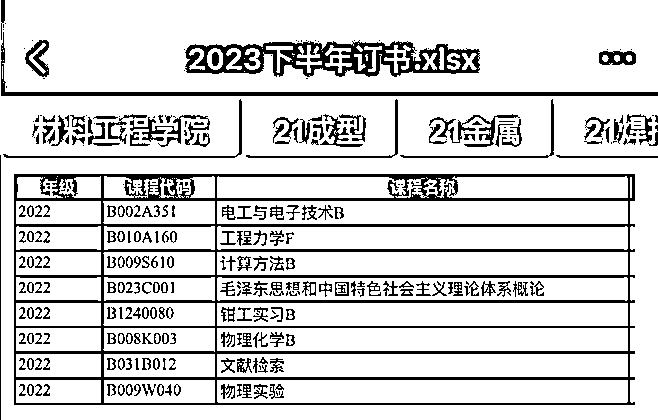 2023下半年订书.xlsx
材料工程学院 21成型 21金属 21焊接
年级 课程代码 课程名称
2022 B002A351 电工与电子技术B
2022 B010A160 工程力学F
2022 B009S610 计算方法B
2022 B023C001 毛泽东思想和中国特色社会主义理论体系概论
2022 B1240080 钳工实习B
2022 B008K003 物理化学B
2022 B031B012 文献检索
2022 B009W040 物理实验